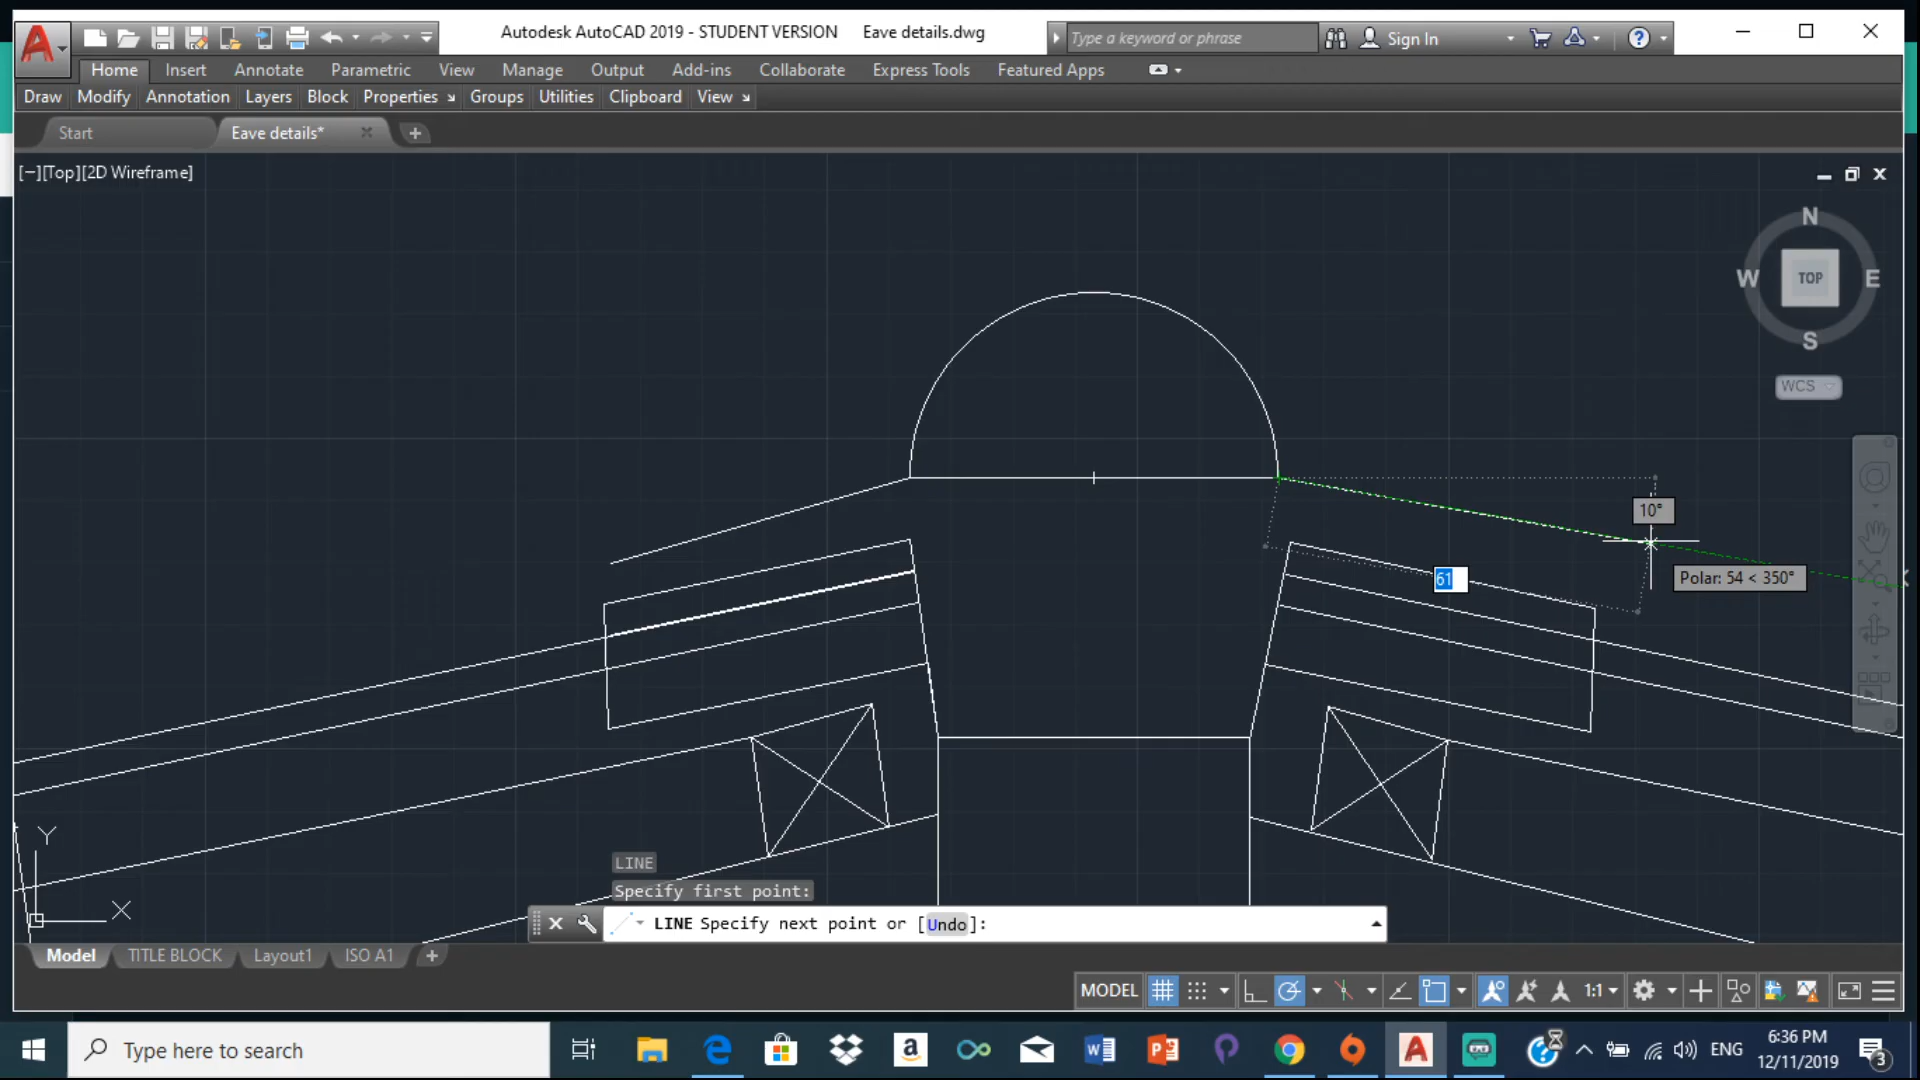 Autodesk AutoCAD 2019 - STUDENT VERSION Eave details.dwg
Type a keyword or phrase
Sign In
Home Insert Annotate Parametric View Manage Output Add-ins Collaborate Express Tools Featured Apps
Draw Modify Annotation Layers Block Properties Groups Utilities Clipboard View
Start
Eave details*
[−][Top][2D Wireframe]
N
W TOP E
S
WCS
10°
61
Polar: 54 < 350°
Y
X
LINE
Specify first point:
LINE Specify next point or [Undo]:
Model TITLE BLOCK Layout1 ISO A1
MODEL 1:1
Type here to search
ENG
6:36 PM
12/11/2019
3